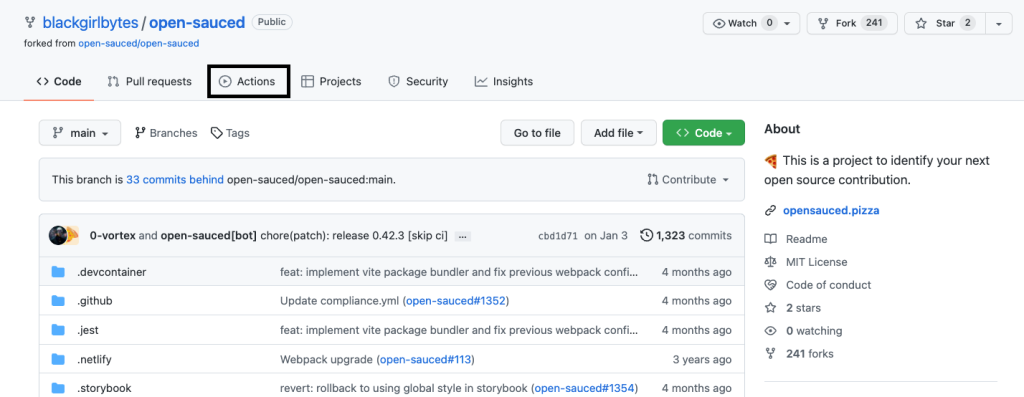 blackgirlbytes / open-sauced Public
Watch 0 Fork 241 Star 2
forked from open-sauced/open-sauced
Code Pull requests Actions Projects Security Insights
main Branches Tags Go to file Add file Code
This branch is 33 commits behind open-sauced/open-sauced:main. Contribute
0-vortex and open-sauced[bot] chore(patch): release 0.42.3 [skip ci] ... cbd1d71 on Jan 3 1,323 commits
.devcontainer feat: implement vite package bundler and fix previous webpack confi... 4 months ago
.github Update compliance.yml (open-sauced#1352) 4 months ago
.jest feat: implement vite package bundler and fix previous webpack confi... 4 months ago
.netlify Webpack upgrade (open-sauced#113) 3 years ago
.storybook revert: rollback to using global style in storybook (open-sauced#1354) 4 months ago
About
🍕 This is a project to identify your next
open source contribution.
opensauced.pizza
Readme
MIT License
Code of conduct
2 stars
0 watching
241 forks